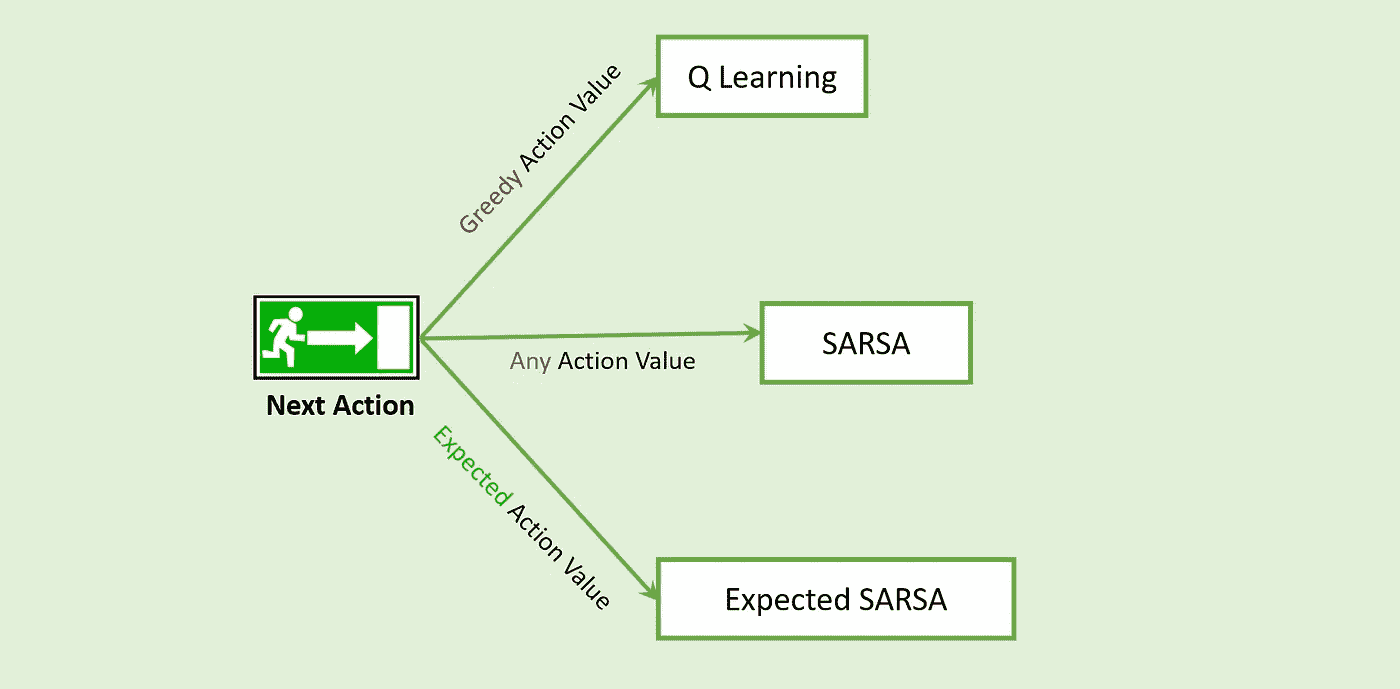 Greedy Action Value
Q Learning
Next Action
Any Action Value
SARSA
Expected Action Value
Expected SARSA